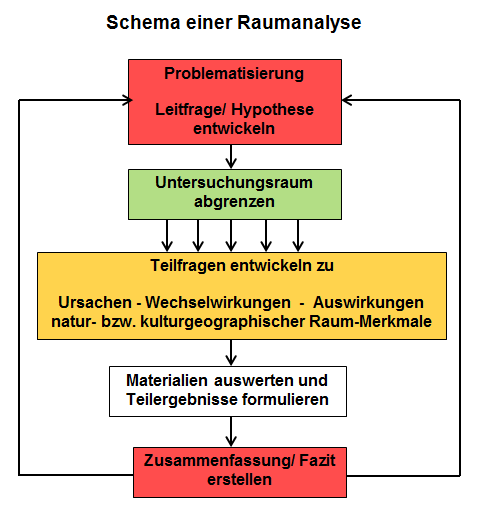 Schema einer Raumanalyse
Problematisierung
Leitfrage/ Hypothese
entwickeln
Untersuchungsraum
abgrenzen
Teilfragen entwickeln zu
Ursachen - Wechselwirkungen - Auswirkungen
natur- bzw. kulturgeographischer Raum-Merkmale
Materialien auswerten und
Teilergebnisse formulieren
Zusammenfassung/ Fazit
erstellen